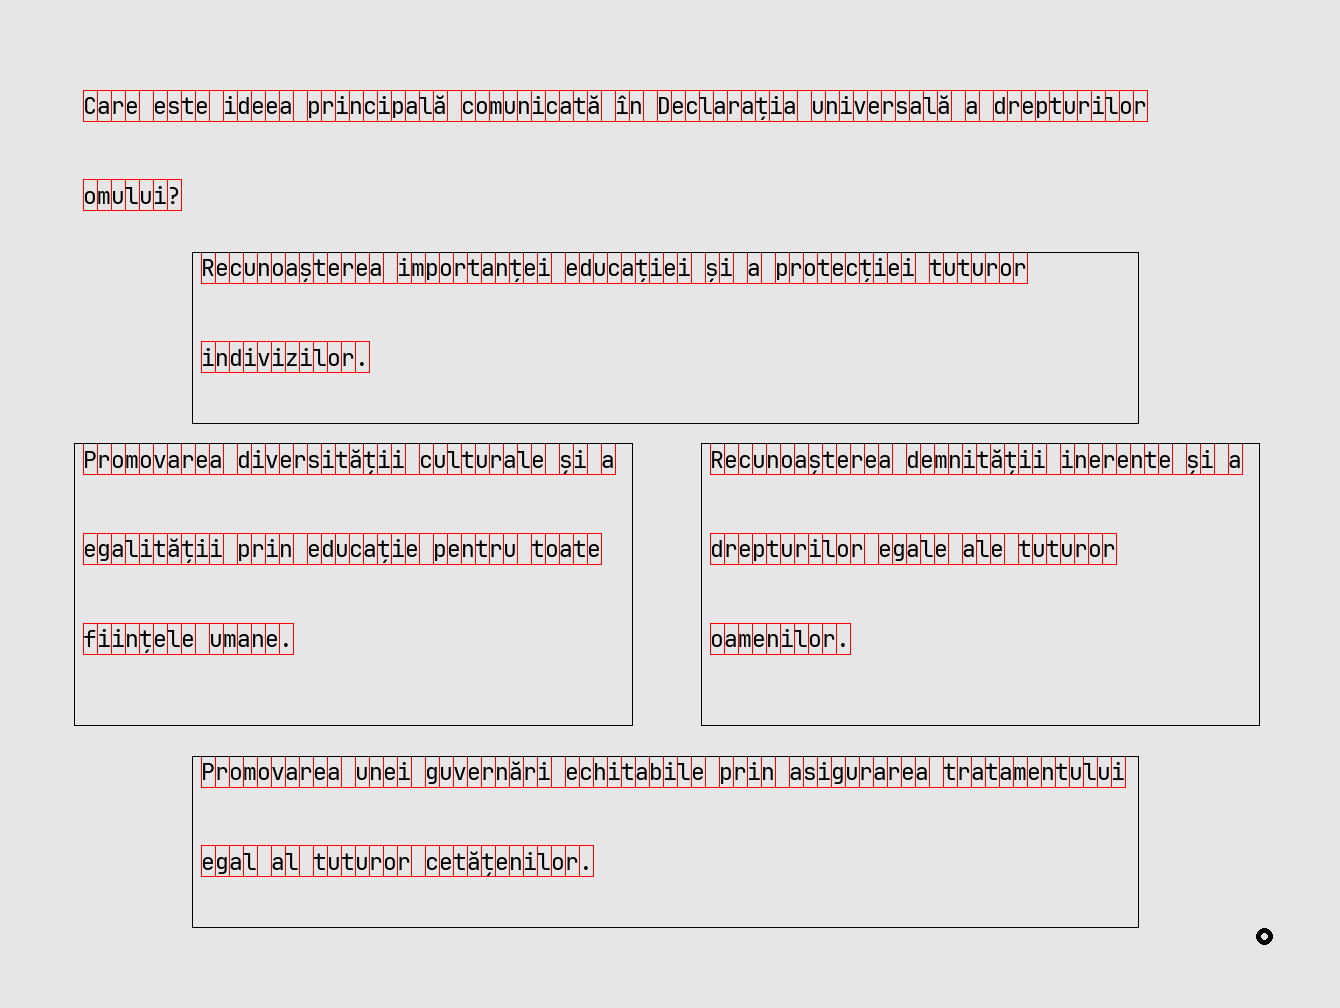 Care este ideea principală comunicată în Declarația universală a drepturilor
omului?
Recunoașterea importanței educației și a protecției tuturor
indivizilor.
Promovarea diversității culturale și a
egalității prin educație pentru toate
ființele umane.
Recunoașterea demnității inerente și a
drepturilor egale ale tuturor
oamenilor.
Promovarea unei guvernări echitabile prin asigurarea tratamentului
egal al tuturor cetățenilor.